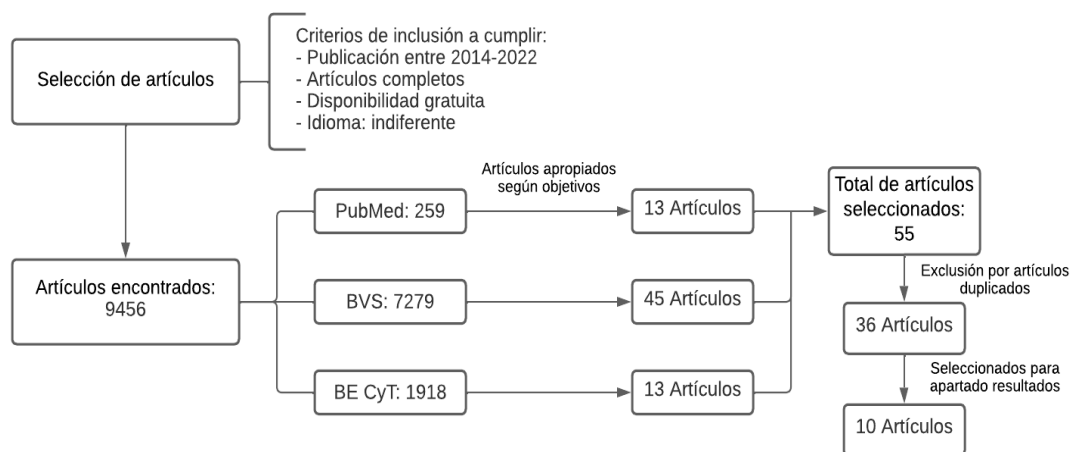 Selección de artículos
Criterios de inclusión a cumplir:
- Publicación entre 2014-2022
- Artículos completos
- Disponibilidad gratuita
- Idioma: indiferente
Artículos encontrados:
9456
PubMed: 259
BVS: 7279
BE CyT: 1918
Artículos apropiados
según objetivos
13 Artículos
45 Artículos
13 Artículos
Total de artículos
seleccionados:
55
Exclusión por artículos
duplicados
36 Artículos
Seleccionados para
apartado resultados
10 Artículos